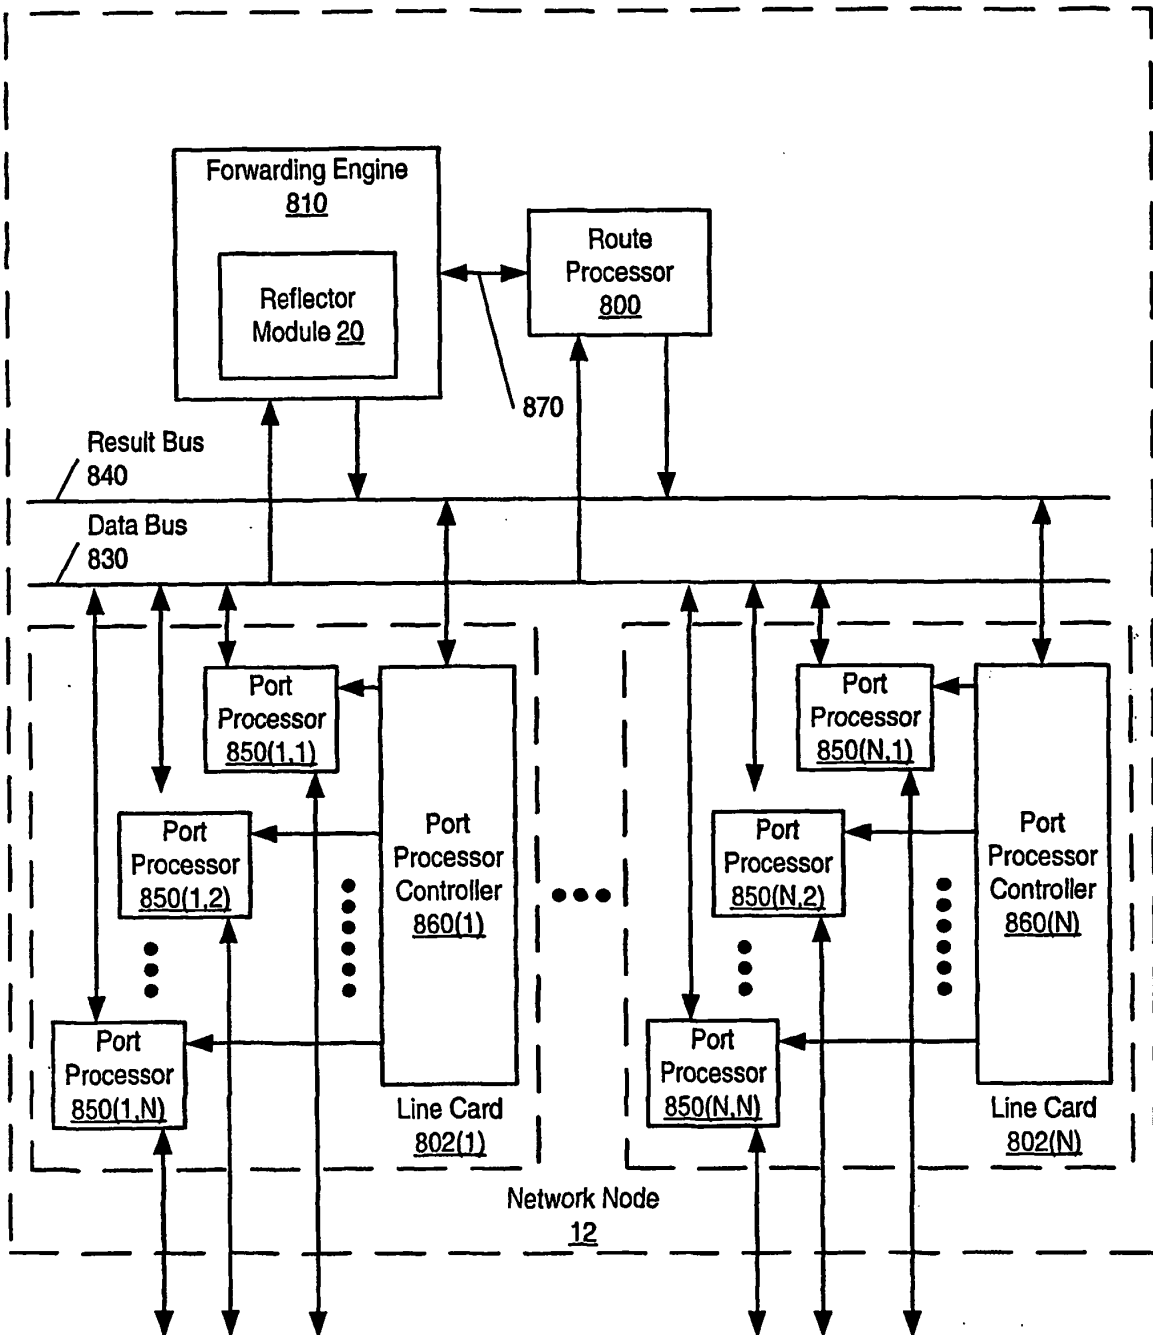 Forwarding Engine
810
Reflector
Module 20
Route
Processor
800
870
Result Bus
840
Data Bus
830
Port
Processor
850(1,1)
Port
Processor
850(1,2)
Port
Processor
850(1,N)
Port
Processor
Controller
860(1)
Line Card
802(1)
Port
Processor
850(N,1)
Port
Processor
850(N,2)
Port
Processor
850(N,N)
Port
Processor
Controller
860(N)
Line Card
802(N)
Network Node
12